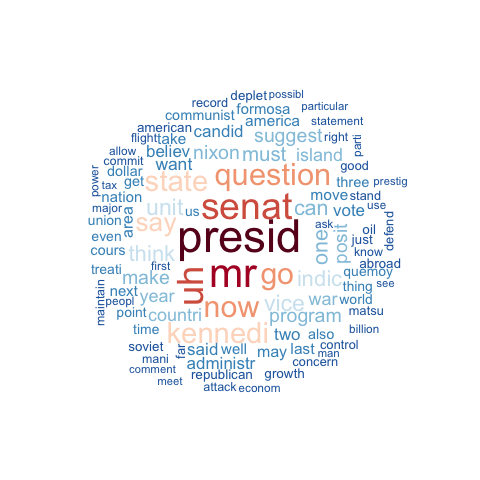 deplet possibl
record formosa particular
communist america statement
american candid suggest right parti
flight take
allow believ nixon must island good
commit want
dollar state question three prestig
power tax get move stand
nation senat can vote use
major area unit us oil
union say one posit just defend
even presid ask know
cours think indic quemoy abroad
treati first uh mr go thing see
maintain make vice war world
next year now program matsu
peopl point countri kennedi two also billion
time said well may last control
soviet far man
mani administr concern
comment republican growth
meet attack econom